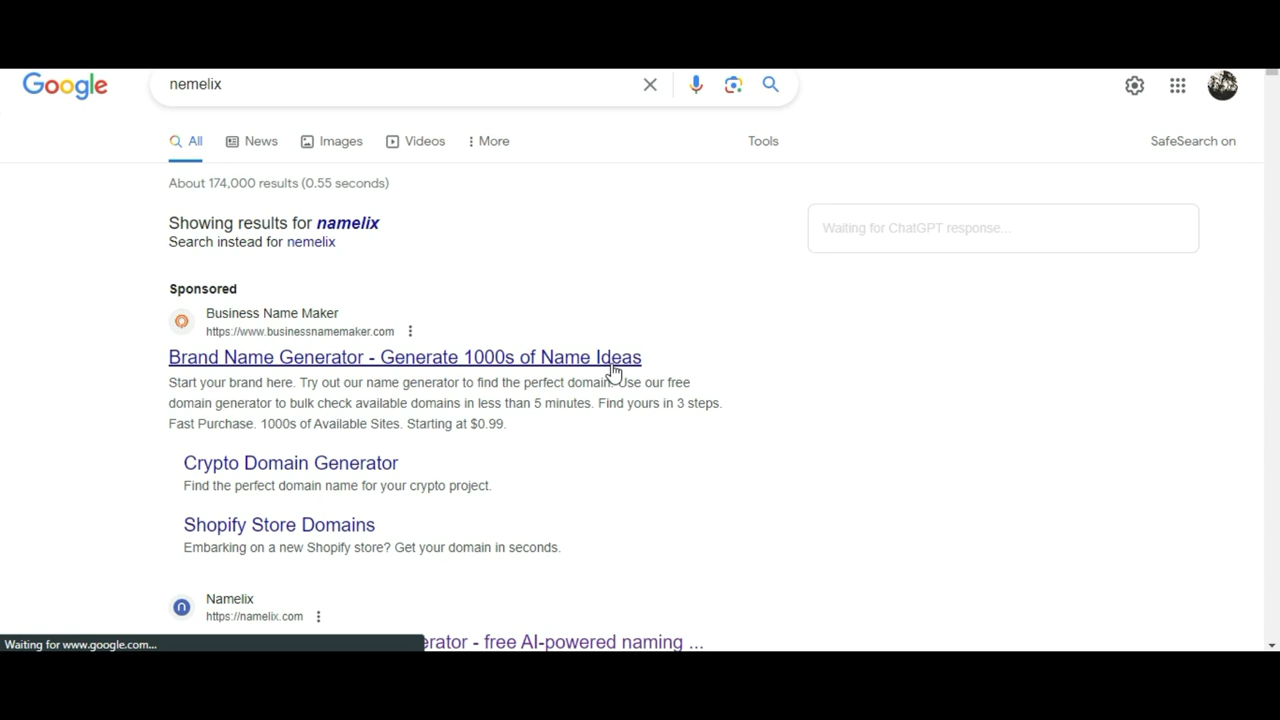 Google
nemelix
All
News
Images
Videos
More
Tools
SafeSearch on
About 174,000 results (0.55 seconds)
Showing results for namelix
Search instead for nemelix
Waiting for ChatGPT response...
Sponsored
Business Name Maker
https://www.businessnamemaker.com
Brand Name Generator - Generate 1000s of Name Ideas
Start your brand here. Try out our name generator to find the perfect domain. Use our free
domain generator to bulk check available domains in less than 5 minutes. Find yours in 3 steps.
Fast Purchase. 1000s of Available Sites. Starting at $0.99.
Crypto Domain Generator
Find the perfect domain name for your crypto project.
Shopify Store Domains
Embarking on a new Shopify store? Get your domain in seconds.
Namelix
https://namelix.com
erator - free AI-powered naming ...
Waiting for www.google.com...